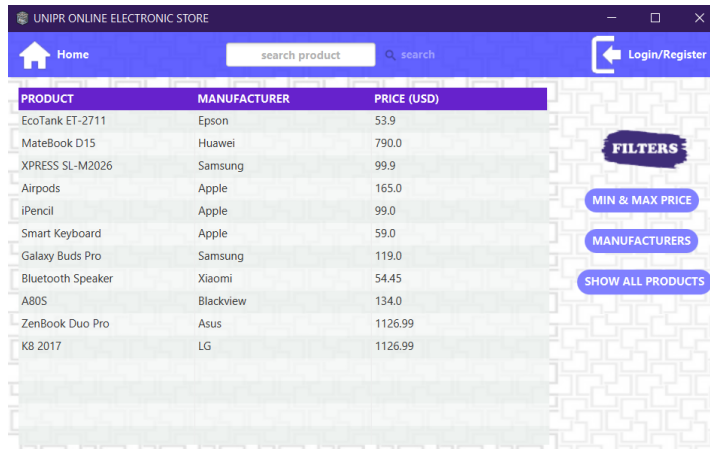 UNIPR ONLINE ELECTRONIC STORE
Home search product search Login/Register
PRODUCT MANUFACTURER PRICE (USD)
EcoTank ET-2711 Epson 53.9
MateBook D15 Huawei 790.0
XPRESS SL-M2026 Samsung 99.9
Airpods Apple 165.0
iPencil Apple 99.0
Smart Keyboard Apple 59.0
Galaxy Buds Pro Samsung 119.0
Bluetooth Speaker Xiaomi 54.45
A80S Blackview 134.0
ZenBook Duo Pro Asus 1126.99
K8 2017 LG 1126.99
FILTERS
MIN & MAX PRICE
MANUFACTURERS
SHOW ALL PRODUCTS